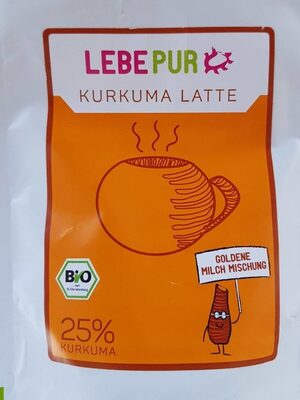 LEBEPUR
KURKUMA LATTE
GOLDENE
MILCH MISCHUNG
Bio
25%
KURKUMA